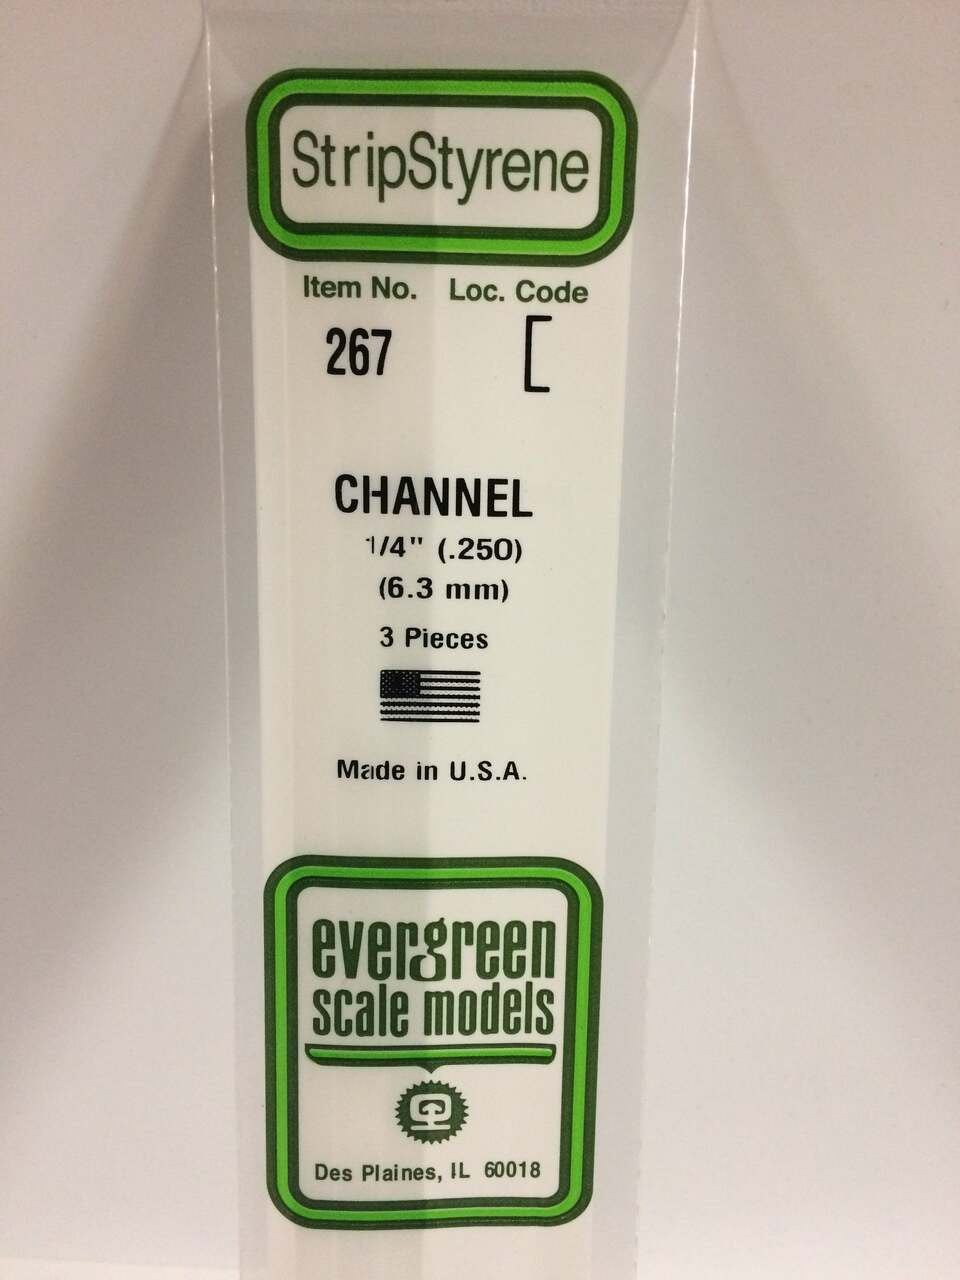 StripStyrene
Item No. Loc. Code
267 [
CHANNEL
1/4" (.250)
(6.3 mm)
3 Pieces
Made in U.S.A.
evergreen
scale models
Des Plaines, IL 60018